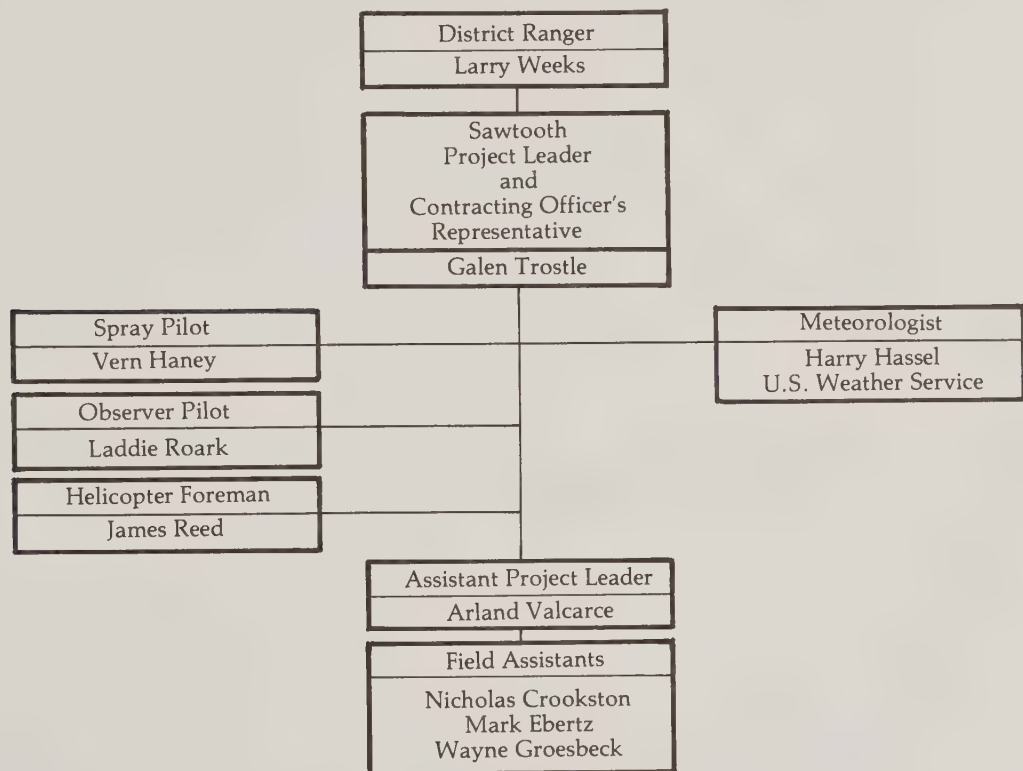 District Ranger
Larry Weeks
Sawtooth
Project Leader
and
Contracting Officer's
Representative
Galen Trostle
Spray Pilot
Vern Haney
Meteorologist
Harry Hassel
U.S. Weather Service
Observer Pilot
Laddie Roark
Helicopter Foreman
James Reed
Assistant Project Leader
Arland Valcarce
Field Assistants
Nicholas Crookston
Mark Ebertz
Wayne Groesbeck